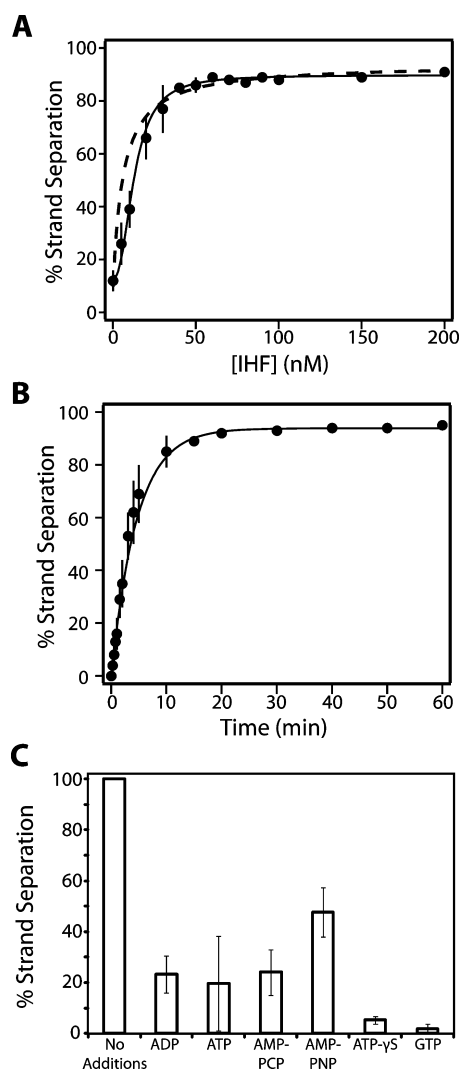 A
% Strand Separation
100
80
60
40
20
0
0 50 100 150 200
[IHF] (nM)
B
% Strand Separation
100
80
60
40
20
0
0 10 20 30 40 50 60
Time (min)
C
% Strand Separation
100
80
60
40
20
0
No ADP ATP AMP- AMP- ATP-γS GTP
Additions PCP PNP